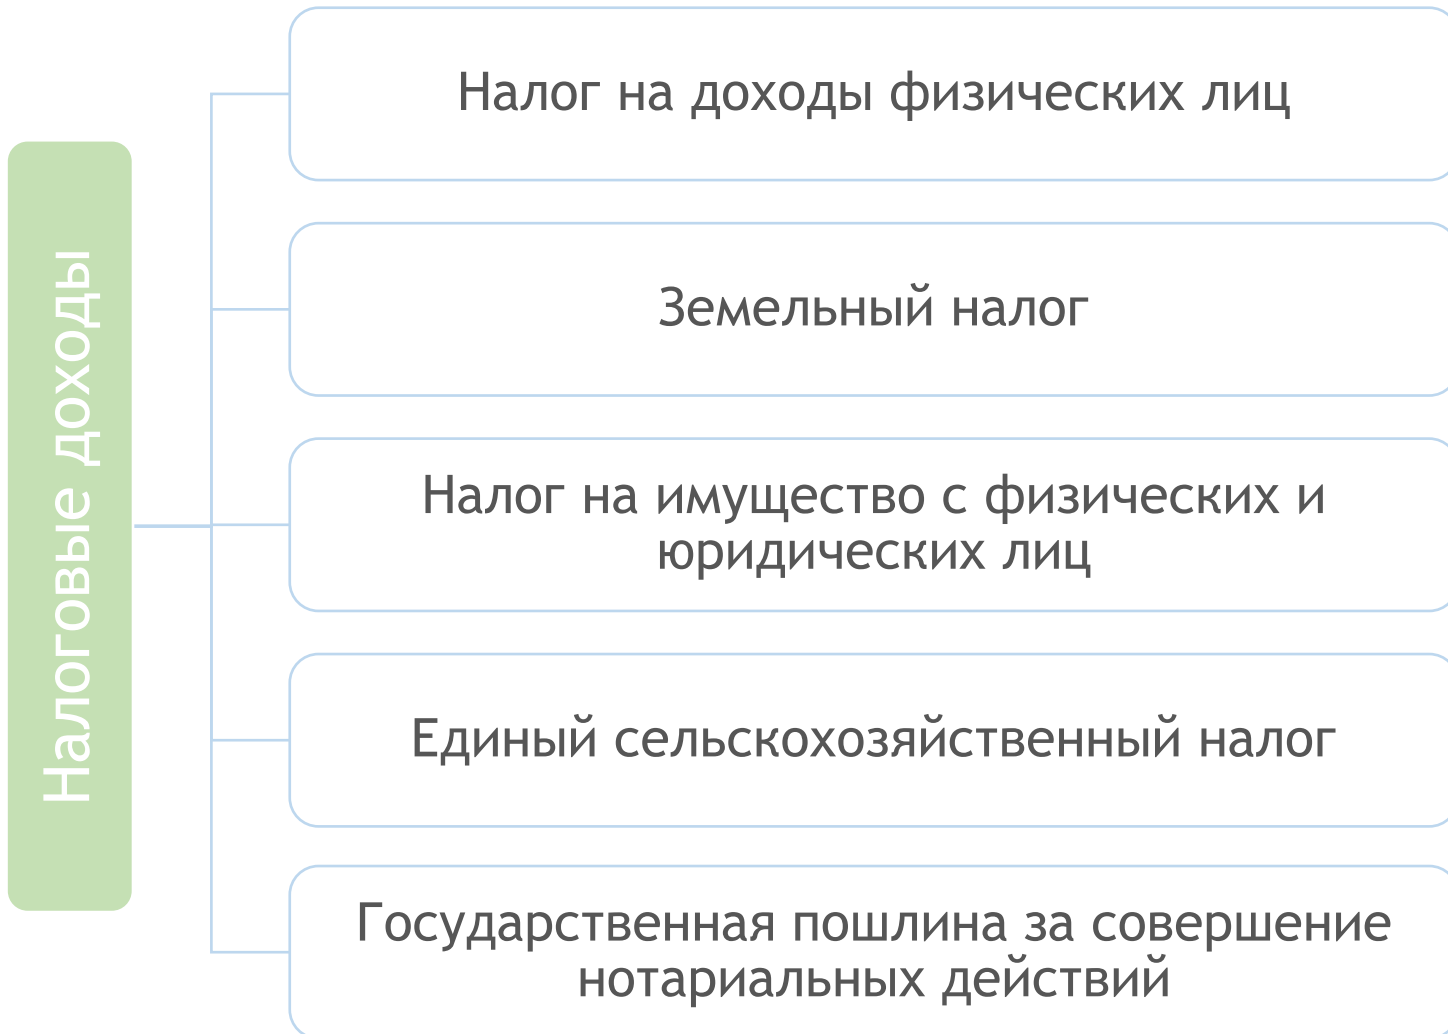 Налоговые доходы
Налог на доходы физических лиц
Земельный налог
Налог на имущество с физических и
юридических лиц
Единый сельскохозяйственный налог
Государственная пошлина за совершение
нотариальных действий